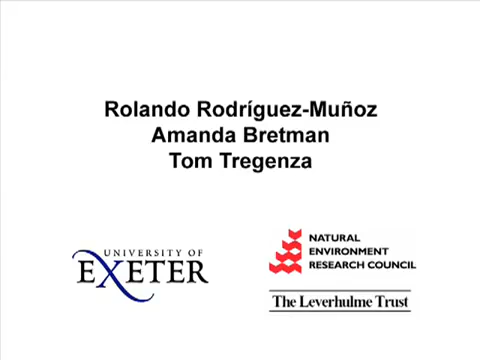 Rolando Rodríguez-Muñoz
Amanda Bretman
Tom Tregenza
UNIVERSITY OF
EXETER
NATURAL
ENVIRONMENT
RESEARCH COUNCIL
The Leverhulme Trust